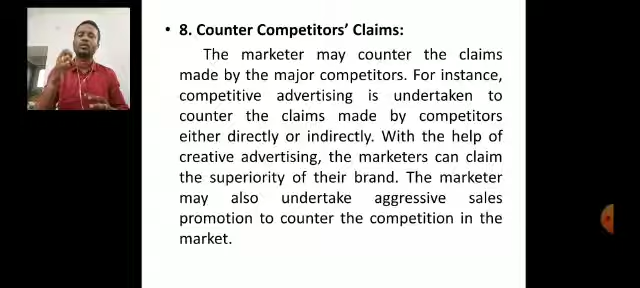 • 8. Counter Competitors' Claims:
The marketer may counter the claims
made by the major competitors. For instance,
competitive advertising is undertaken to
counter the claims made by competitors
either directly or indirectly. With the help of
creative advertising, the marketers can claim
the superiority of their brand. The marketer
may also undertake aggressive sales
promotion to counter the competition in the
market.